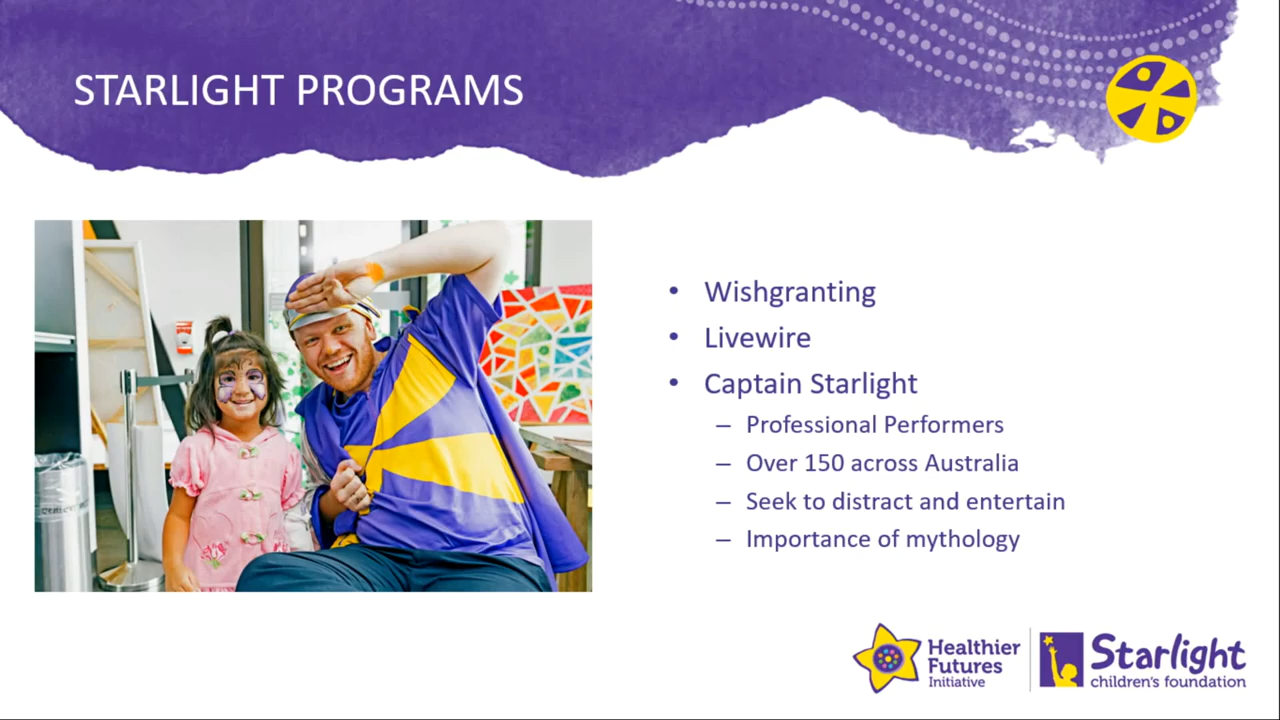 STARLIGHT PROGRAMS
• Wishgranting
• Livewire
• Captain Starlight
– Professional Performers
– Over 150 across Australia
– Seek to distract and entertain
– Importance of mythology
Healthier
Futures
Initiative
Starlight
children's foundation